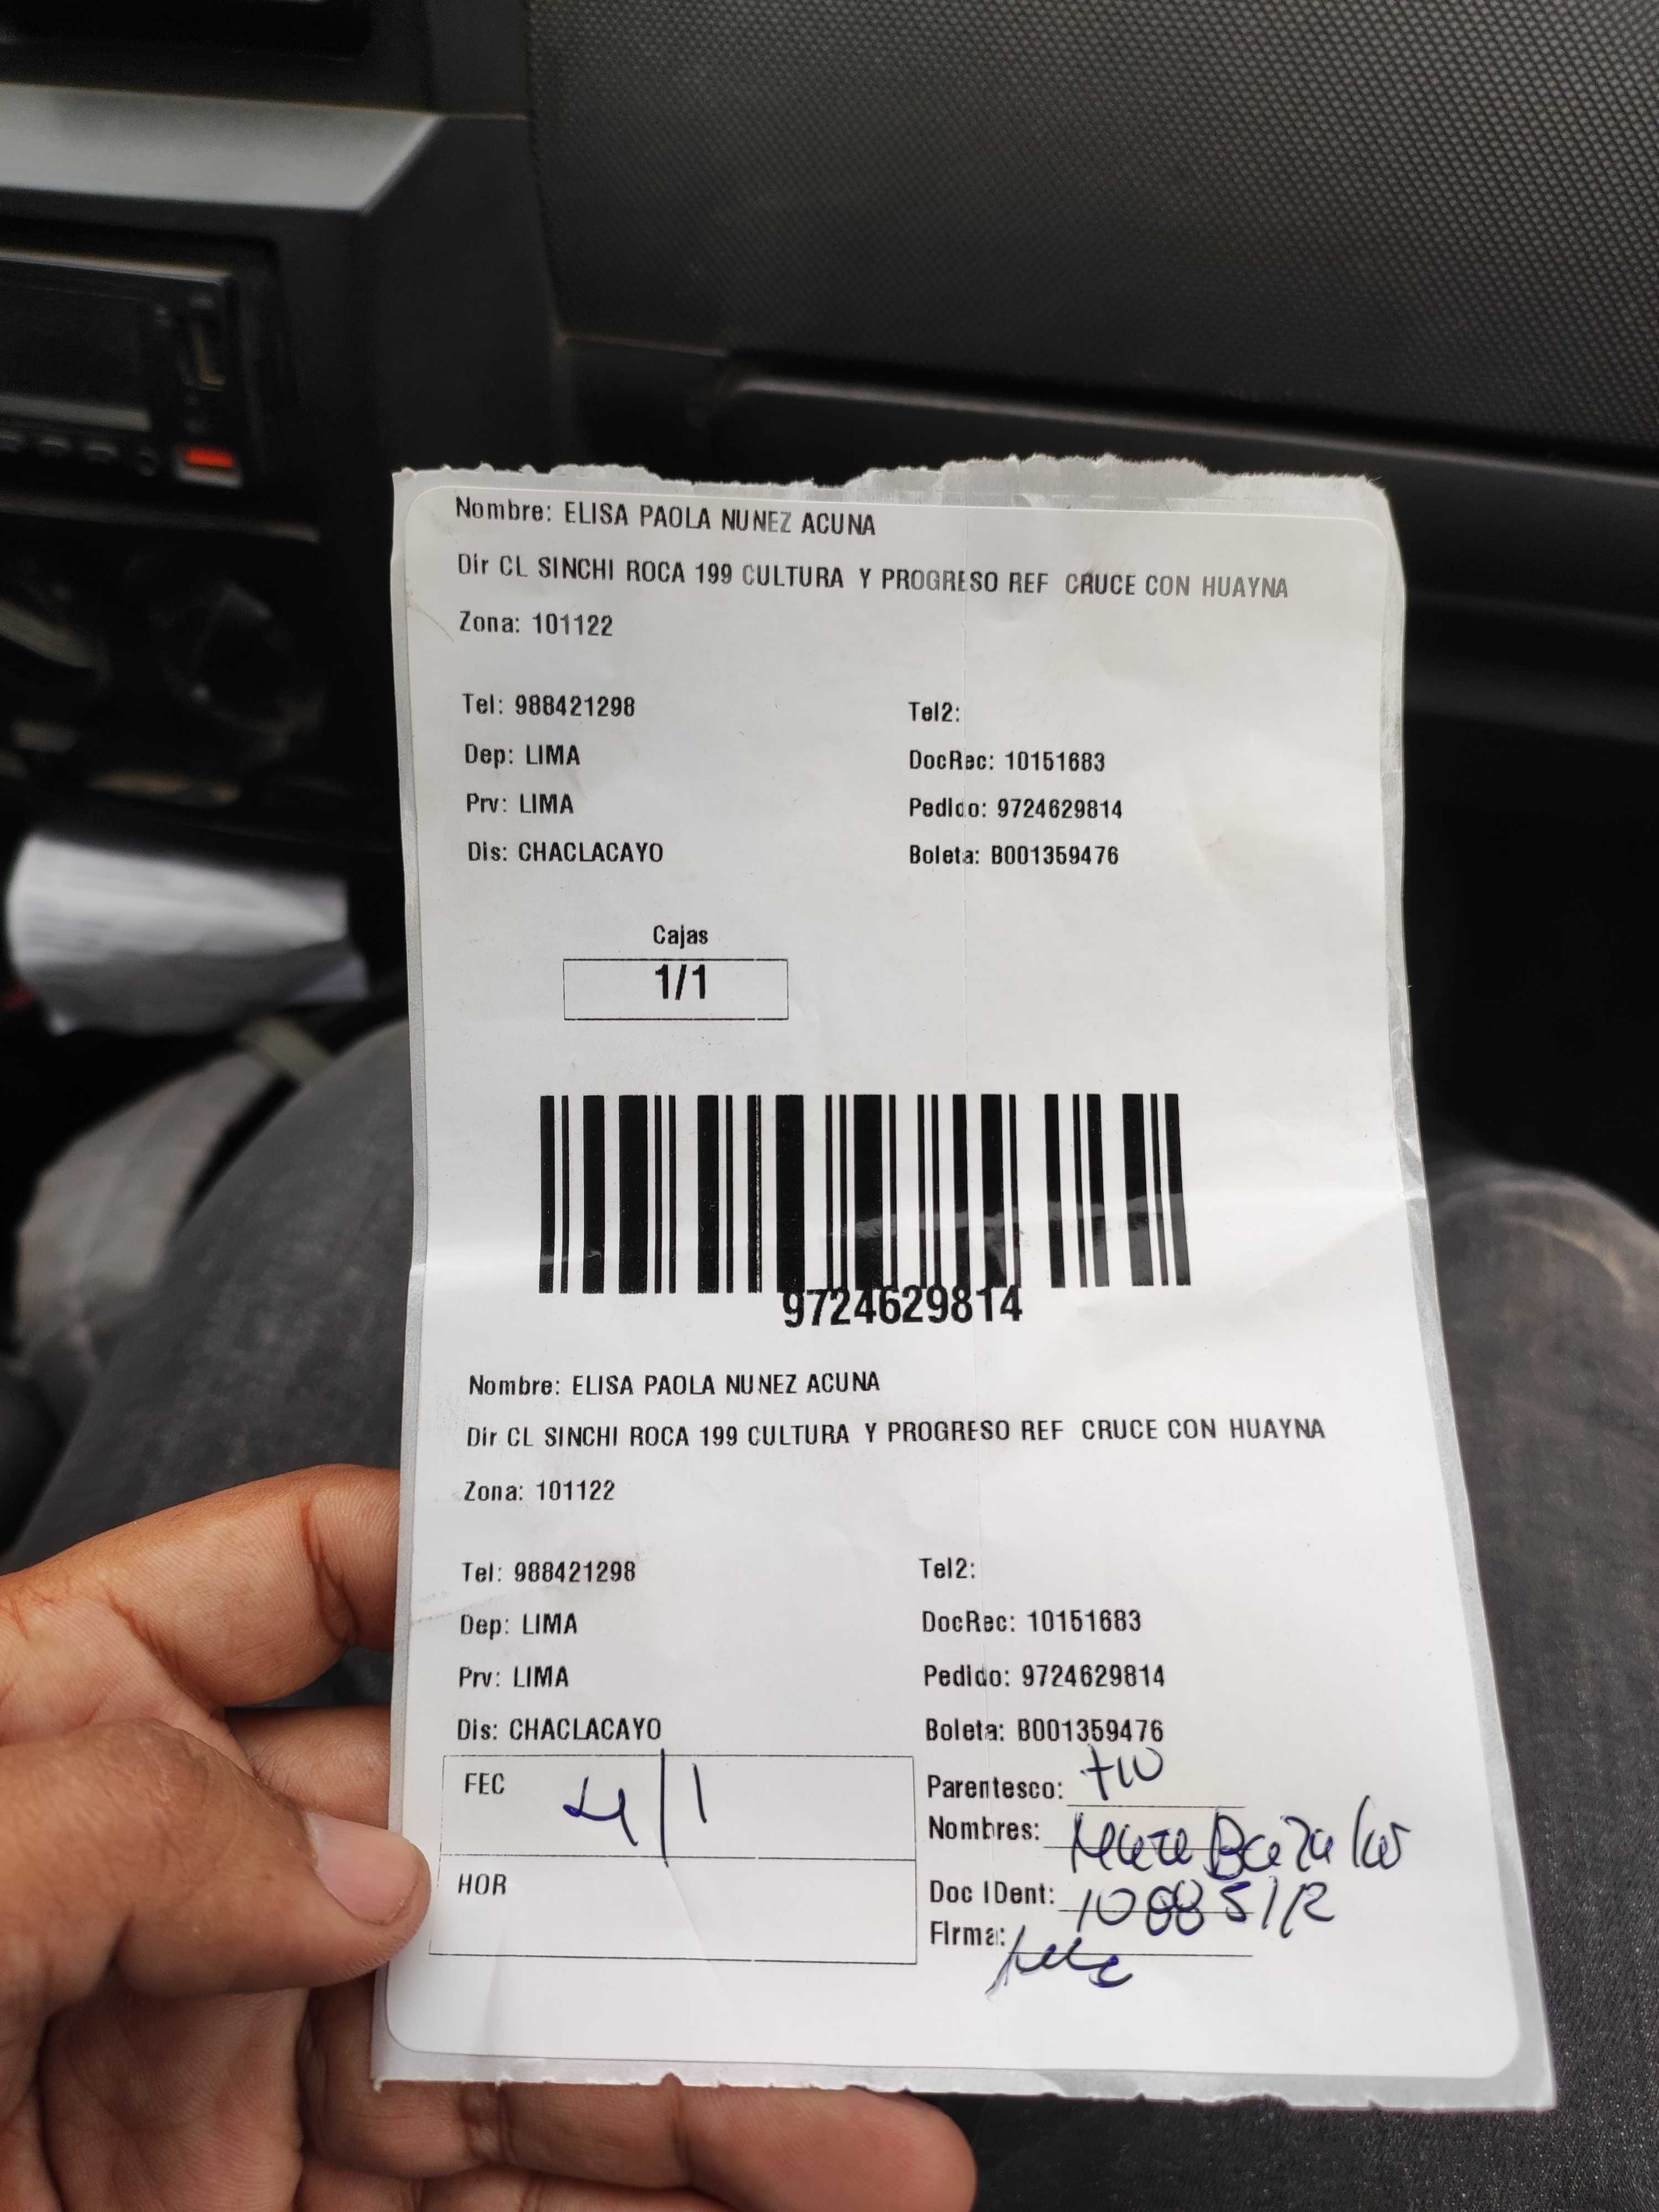 Nombre: ELISA PAOLA NUNEZ ACUNA
Dir CL SINCHI ROCA 199 CULTURA Y PROGRESO REF CRUCE CON HUAYNA
Zona: 101122
Tel: 988421298 Tel2:
Dep: LIMA DocRec: 10151683
Prv: LIMA Pedido: 9724629814
Dis: CHACLACAYO Boleta: B001359476
Cajas
1/1
9724629814
Nombre: ELISA PAOLA NUNEZ ACUNA
Dir CL SINCHI ROCA 199 CULTURA Y PROGRESO REF CRUCE CON HUAYNA
Zona: 101122
Tel: 988421298 Tel2:
Dep: LIMA DocRec: 10151683
Prv: LIMA Pedido: 9724629814
Dis: CHACLACAYO Boleta: B001359476
FEC 4/1 Parentesco: tio
Nombres:
HOR Doc IDent:
Firma: